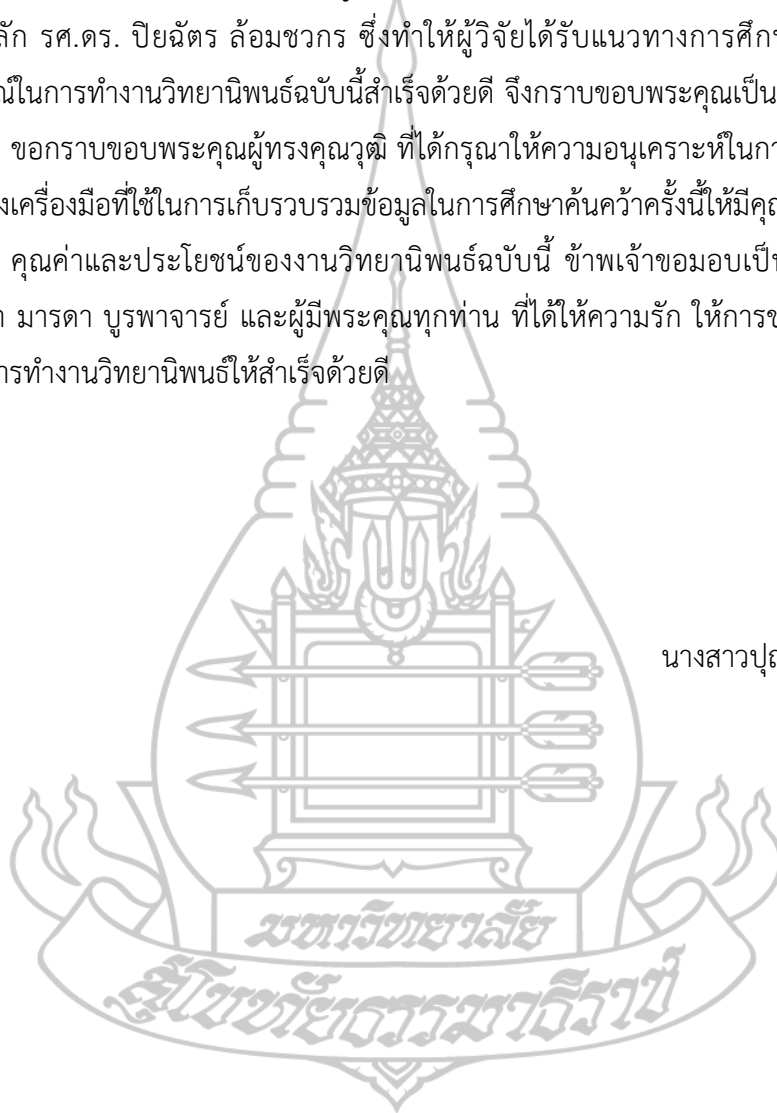 ลัก รศ.ดร. ปิยฉัตร ล้อมชวการ ซึ่งทำให้ผู้วิจัยได้รับแนวทางการศึก
ณ์ในการทำงานวิทยานิพนธ์ฉบับนี้สำเร็จด้วยดี จึงกราบขอบพระคุณเป็น
ขอกราบขอบพระคุณผู้ทรงคุณวุฒิ ที่ได้กรุณาให้ความอนุเคราะห์ในกา
งเครื่องมือที่ใช้ในการเก็บรวบรวมข้อมูลในการศึกษาค้นคว้าครั้งนี้ให้มีคุณ
คุณค่าและประโยชน์ของงานวิทยานิพนธ์ฉบับนี้ ข้าพเจ้าขอมอบเป็น
า มารดา บูรพาจารย์ และผู้มีพระคุณทุกท่าน ที่ได้ให้ความรัก ให้การข
การทำงานวิทยานิพนธ์ให้สำเร็จด้วยดี
นางสาวปุณ
มหาวิทยาลัย
สุโขทัยธรรมาธิราช